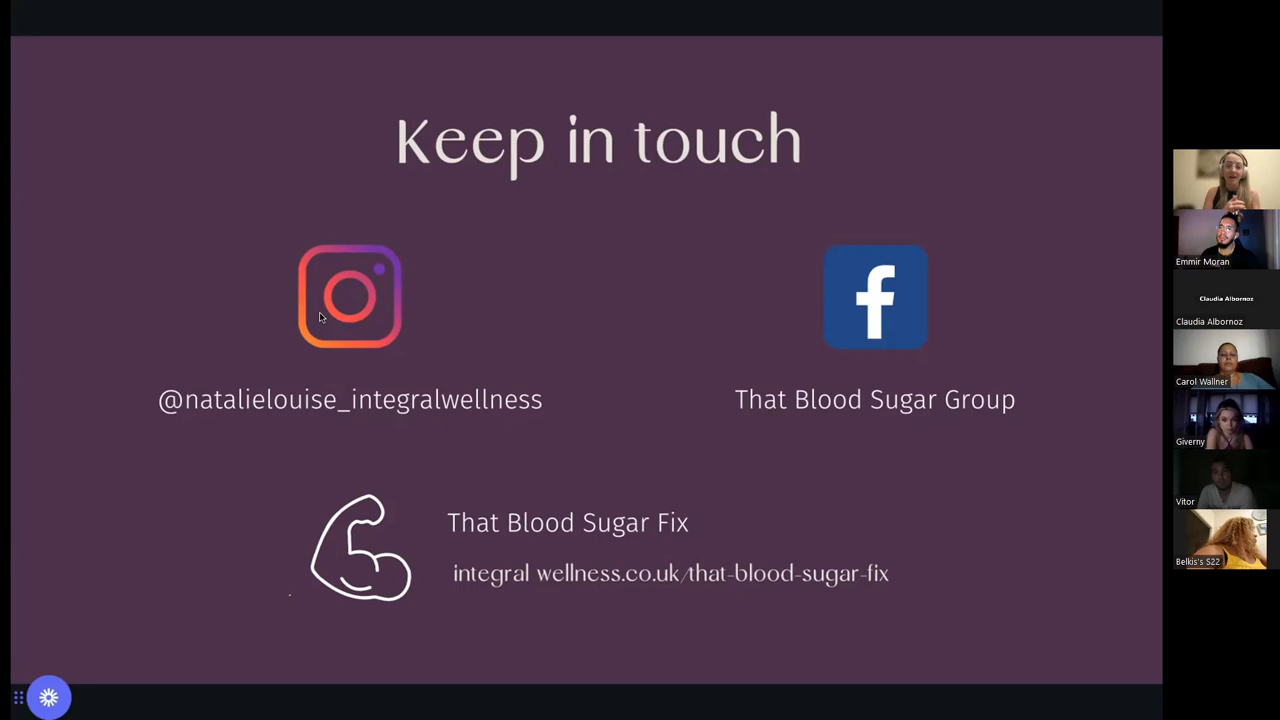 Keep in touch
@natalielouise_integralwellness
That Blood Sugar Group
That Blood Sugar Fix
integral wellness.co.uk/that-blood-sugar-fix
Emmir Moran
Claudia Albornoz
Claudia Albornoz
Carol Wallner
Giverny
Vitor
Belkis's S22